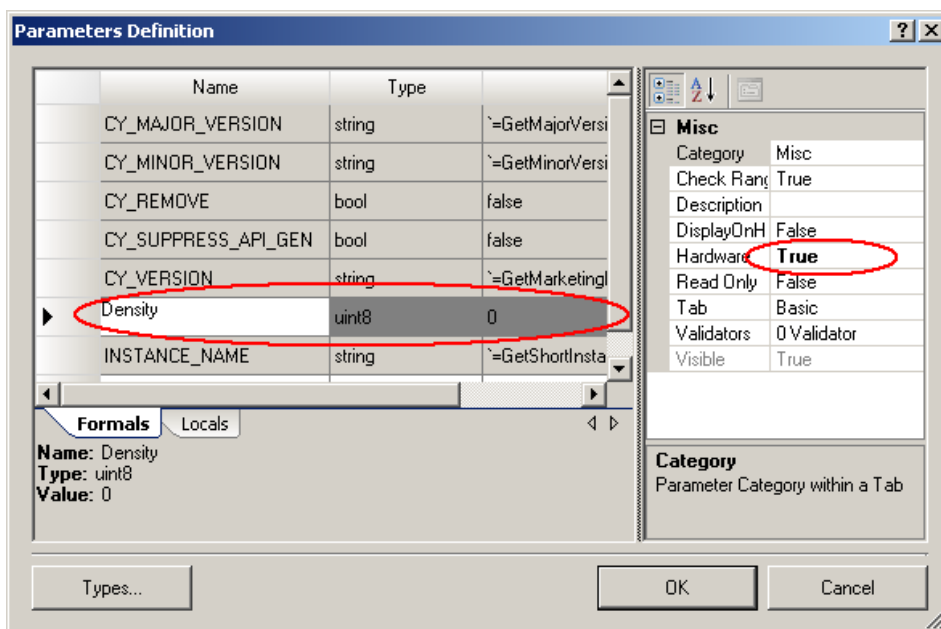 Parameters Definition
Name Type
CY_MAJOR_VERSION string `=GetMajorVersi
CY_MINOR_VERSION string `=GetMinorVersi
CY_REMOVE bool false
CY_SUPPRESS_API_GEN bool false
CY_VERSION string `=GetMarketingl
Density uint8 0
INSTANCE_NAME string `=GetShortInsta
Formals Locals
Name: Density
Type: uint8
Value: 0
Misc
Category Misc
Check Rang True
Description
DisplayOnH False
Hardware True
Read Only False
Tab Basic
Validators 0 Validator
Visible True
Category
Parameter Category within a Tab
Types... OK Cancel